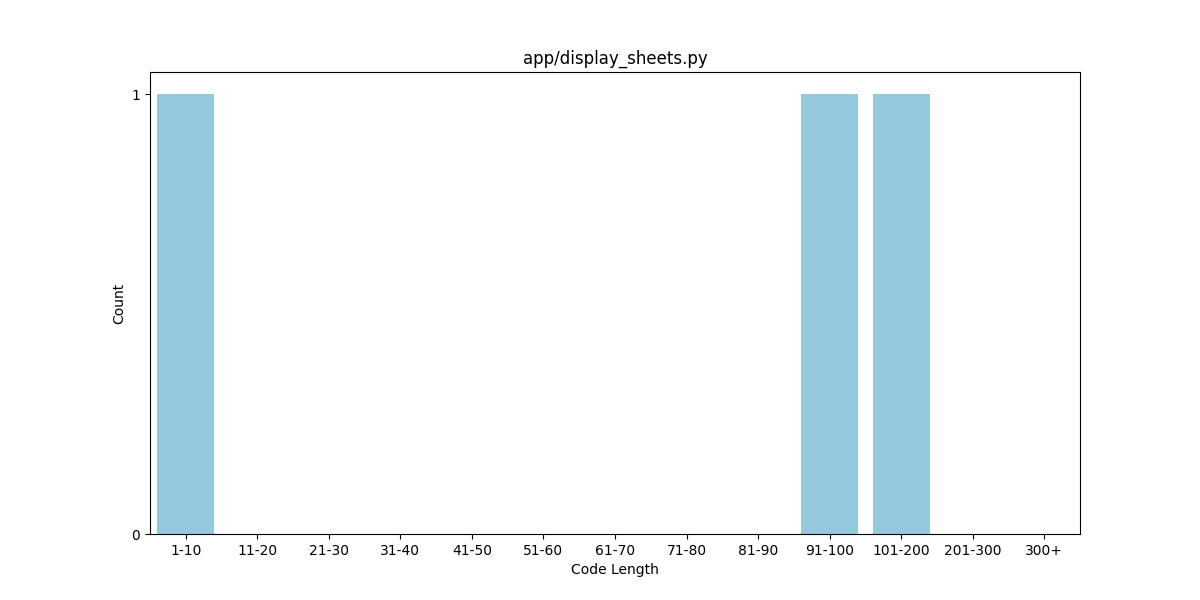 app/display_sheets.py
1
Count
0
1-10 11-20 21-30 31-40 41-50 51-60 61-70 71-80 81-90 91-100 101-200 201-300 300+
Code Length